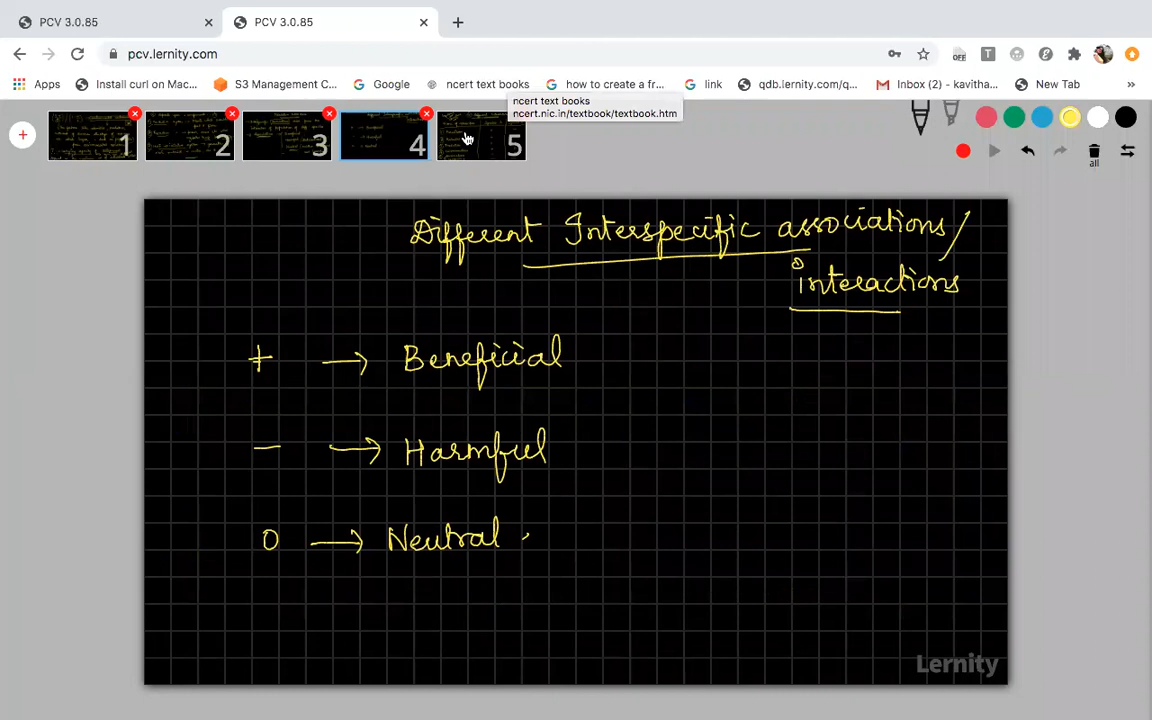 PCV 3.0.85
PCV 3.0.85
pcv.lernity.com
OFF
Apps
Install curl on Mac...
S3 Management C...
Google
ncert text books
how to create a fr...
link
qdb.lernity.com/q...
Inbox (2) - kavitha...
New Tab
ncert text books
ncert.nic.in/textbook/textbook.htm
1
2
3
4
5
all
Different Interspecific associations/
interactions
+ → Beneficial
- → Harmful
0 → Neutral .
Lernity